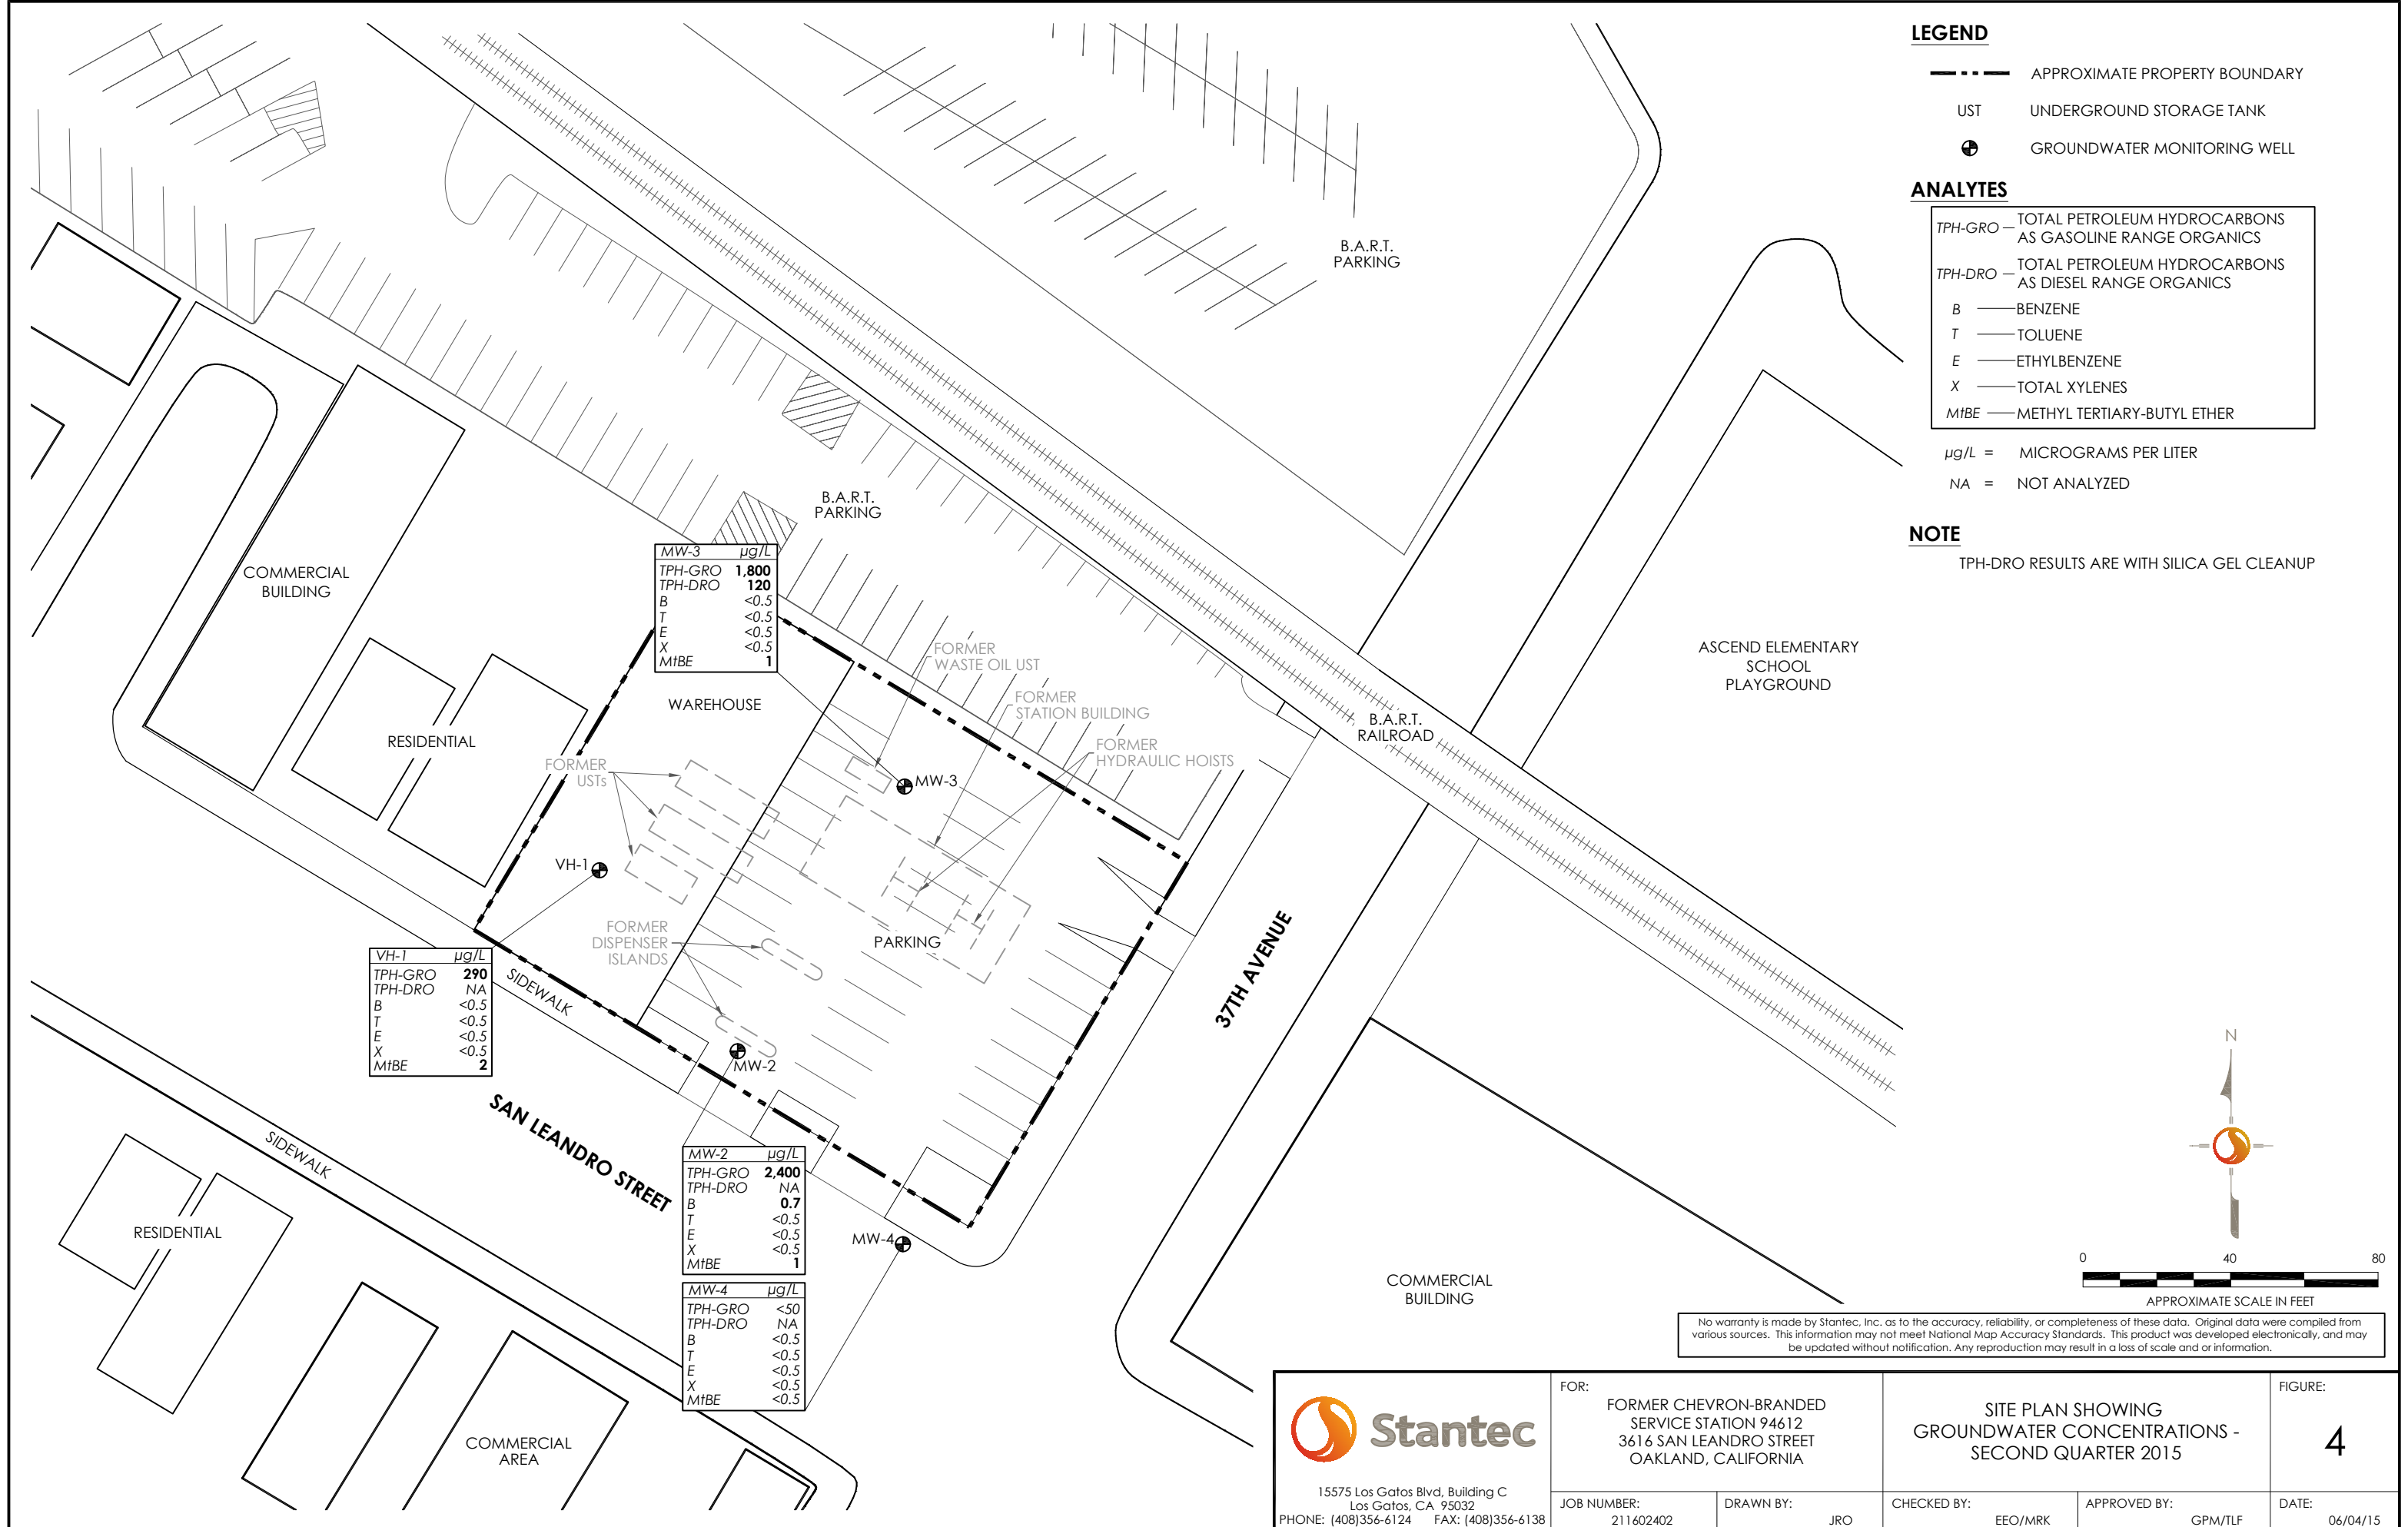 LEGEND
APPROXIMATE PROPERTY BOUNDARY
UST UNDERGROUND STORAGE TANK
GROUNDWATER MONITORING WELL
ANALYTES
TPH-GRO — TOTAL PETROLEUM HYDROCARBONS
AS GASOLINE RANGE ORGANICS
TPH-DRO — TOTAL PETROLEUM HYDROCARBONS
AS DIESEL RANGE ORGANICS
B — BENZENE
T — TOLUENE
E — ETHYLBENZENE
X — TOTAL XYLENES
MtBE — METHYL TERTIARY-BUTYL ETHER
µg/L = MICROGRAMS PER LITER
NA = NOT ANALYZED
NOTE
TPH-DRO RESULTS ARE WITH SILICA GEL CLEANUP
B.A.R.T.
PARKING
B.A.R.T.
PARKING
COMMERCIAL
BUILDING
MW-3 µg/L
TPH-GRO 1,800
TPH-DRO 120
B <0.5
T <0.5
E <0.5
X <0.5
MtBE 1
FORMER
WASTE OIL UST
FORMER
STATION BUILDING
FORMER
HYDRAULIC HOISTS
WAREHOUSE
RESIDENTIAL
FORMER
USTs
MW-3
B.A.R.T.
RAILROAD
ASCEND ELEMENTARY
SCHOOL
PLAYGROUND
VH-1
FORMER
DISPENSER
ISLANDS
PARKING
37TH AVENUE
VH-1 µg/L
TPH-GRO 290
TPH-DRO NA
B <0.5
T <0.5
E <0.5
X <0.5
MtBE 2
SIDEWALK
MW-2
SAN LEANDRO STREET
SIDEWALK
MW-2 µg/L
TPH-GRO 2,400
TPH-DRO NA
B 0.7
T <0.5
E <0.5
X <0.5
MtBE 1
RESIDENTIAL
MW-4
MW-4 µg/L
TPH-GRO <50
TPH-DRO NA
B <0.5
T <0.5
E <0.5
X <0.5
MtBE <0.5
COMMERCIAL
AREA
COMMERCIAL
BUILDING
N
0 40 80
APPROXIMATE SCALE IN FEET
No warranty is made by Stantec, Inc. as to the accuracy, reliability, or completeness of these data. Original data were compiled from
various sources. This information may not meet National Map Accuracy Standards. This product was developed electronically, and may
be updated without notification. Any reproduction may result in a loss of scale and or information.
Stantec
15575 Los Gatos Blvd, Building C
Los Gatos, CA 95032
PHONE: (408)356-6124 FAX: (408)356-6138
FOR:
FORMER CHEVRON-BRANDED
SERVICE STATION 94612
3616 SAN LEANDRO STREET
OAKLAND, CALIFORNIA
SITE PLAN SHOWING
GROUNDWATER CONCENTRATIONS -
SECOND QUARTER 2015
FIGURE:
4
JOB NUMBER:
211602402
DRAWN BY:
JRO
CHECKED BY:
EEO/MRK
APPROVED BY:
GPM/TLF
DATE:
06/04/15